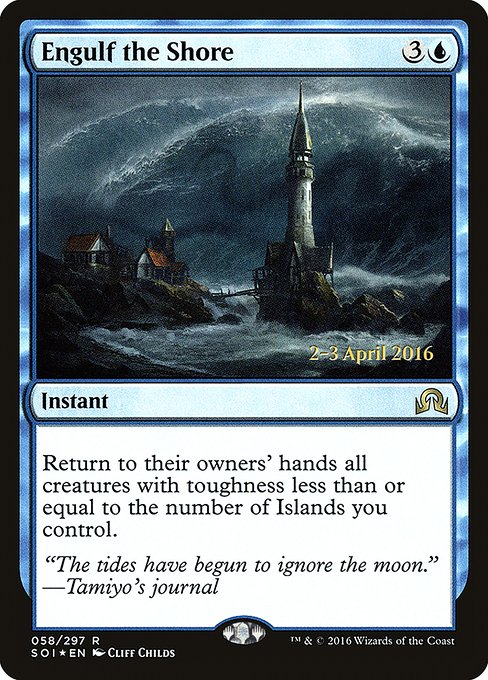 Engulf the Shore 3
2–3 April 2016
Instant
Return to their owners' hands all
creatures with toughness less than or
equal to the number of Islands you
control.
“The tides have begun to ignore the moon.”
—Tamiyo's journal
058/297 R
SOI★EN Cliff Childs
™ & © 2016 Wizards of the Coast